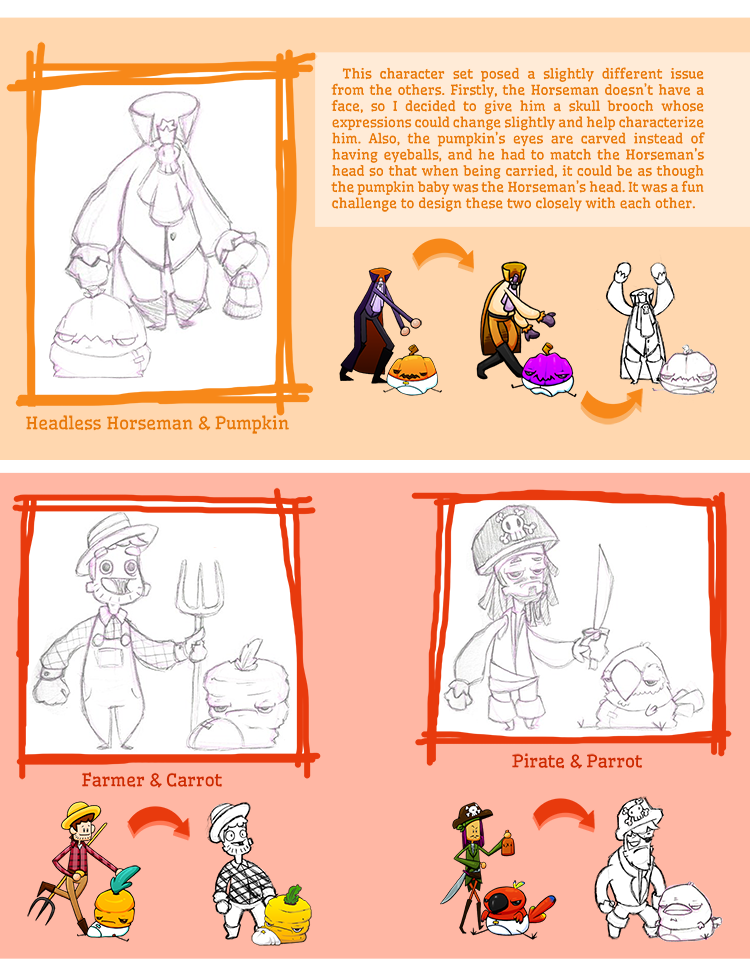 This character set posed a slightly different issue
from the others. Firstly, the Horseman doesn't have a
face, so I decided to give him a skull brooch whose
expressions could change slightly and help characterize
him. Also, the pumpkin's eyes are carved instead of
having eyeballs, and he had to match the Horseman's
head so that when being carried, it could be as though
the pumpkin baby was the Horseman's head. It was a fun
challenge to design these two closely with each other.
Headless Horseman & Pumpkin
Farmer & Carrot
Pirate & Parrot